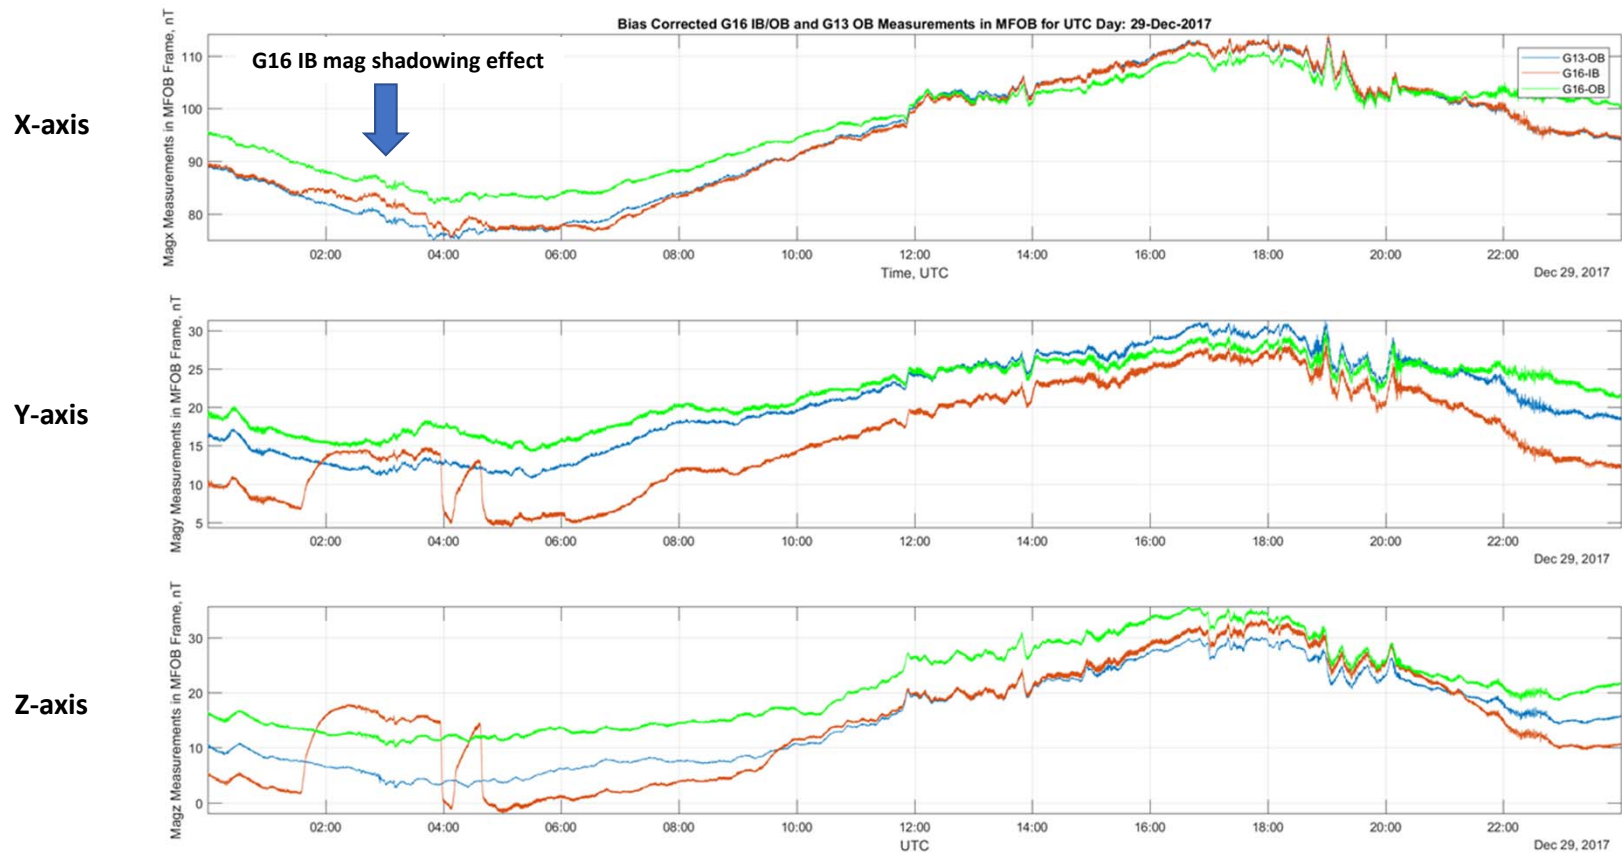 Bias Corrected G16 IB/OB and G13 OB Measurements in MFOB for UTC Day: 29-Dec-2017
X-axis
Magx Measurements in MFOB Frame, nT
110
100
90
80
G16 IB mag shadowing effect
G13-OB
G16-IB
G16-OB
02:00 04:00 06:00 08:00 10:00 12:00 14:00 16:00 18:00 20:00 22:00
Time, UTC
Dec 29, 2017
Y-axis
Magy Measurements in MFOB Frame, nT
30
25
20
15
10
5
02:00 04:00 06:00 08:00 10:00 12:00 14:00 16:00 18:00 20:00 22:00
Dec 29, 2017
Z-axis
Magz Measurements in MFOB Frame, nT
30
20
10
0
02:00 04:00 06:00 08:00 10:00 12:00 14:00 16:00 18:00 20:00 22:00
UTC
Dec 29, 2017